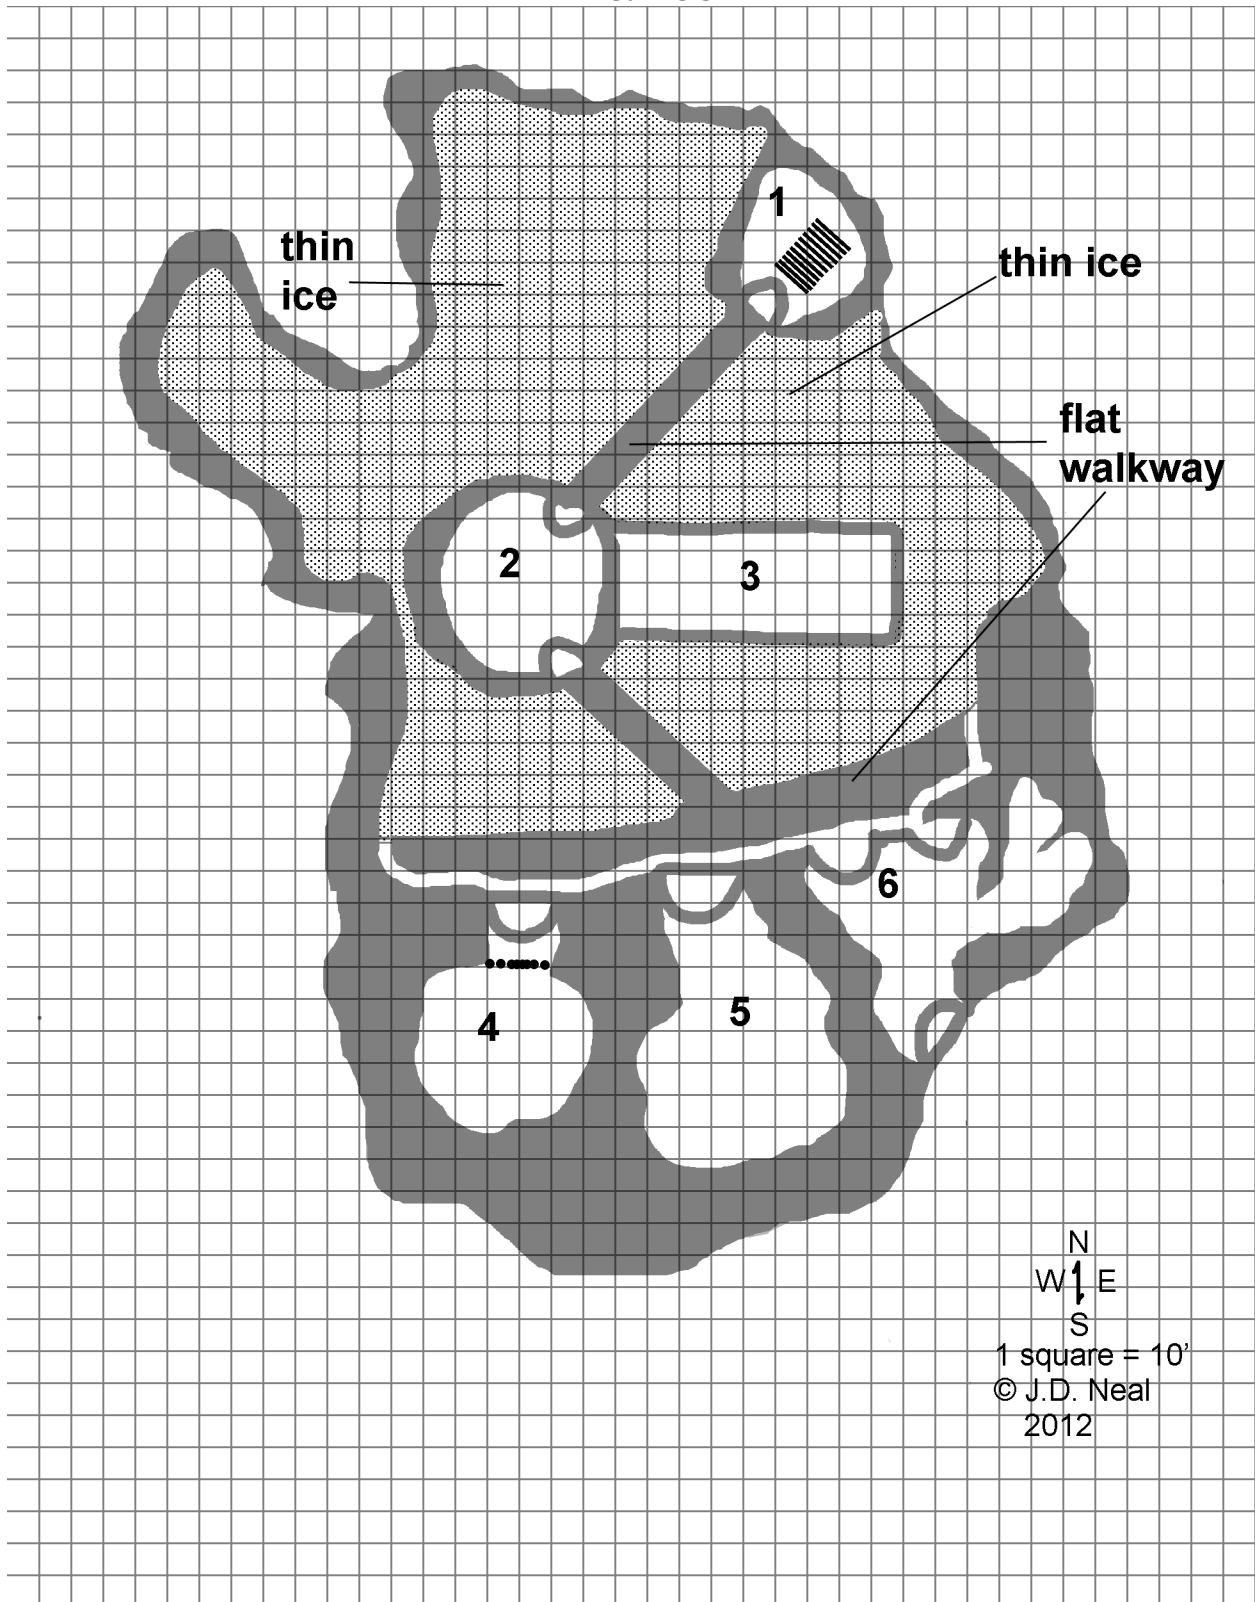 1
thin
ice
thin ice
flat
walkway
2
3
6
5
4
N
W E
S
1 square = 10'
© J.D. Neal
2012